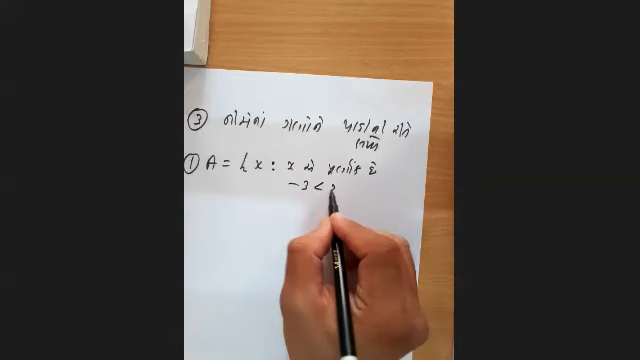 ③ નીચેના ગણોને યાદીની રીતે
લખો
① A = { x : x એ પૂર્ણાંક છે
-3 <